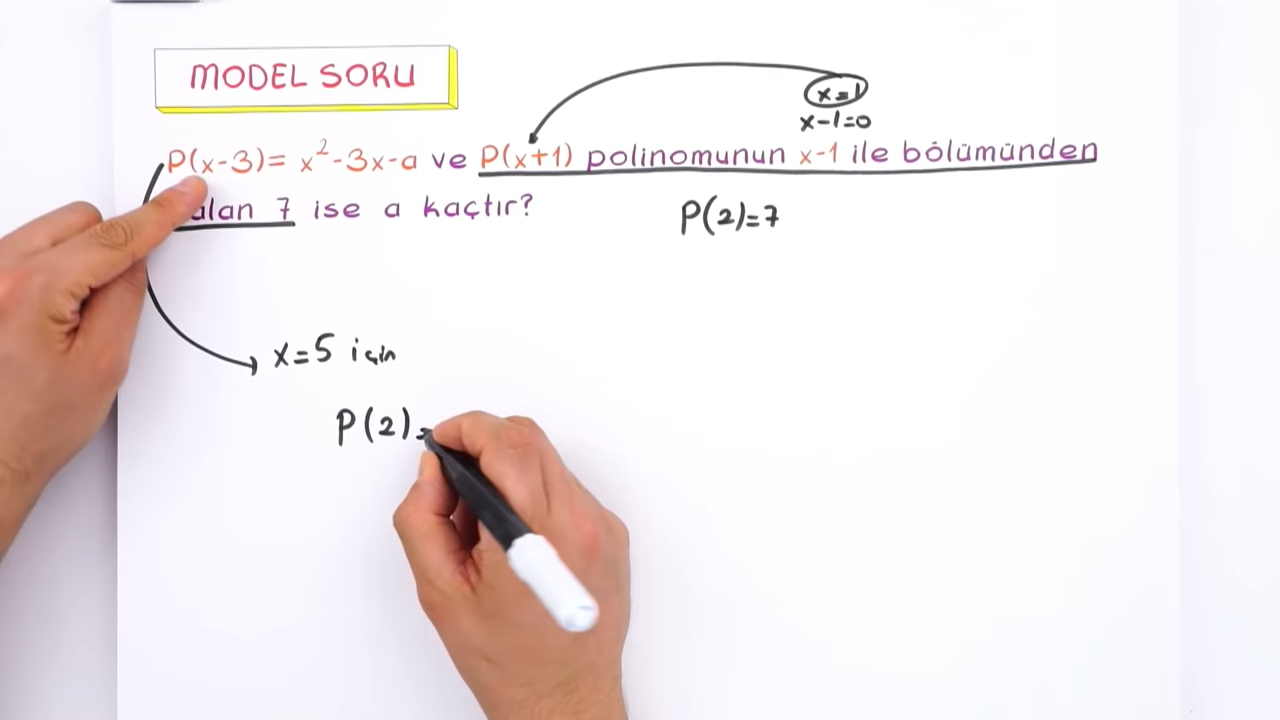 MODEL SORU
x=1
x-1=0
P(x-3)= x²-3x-a ve P(x+1) polinomunun x-1 ile bölümünden
alan 7 ise a kaçtır?
P(2)=7
x=5 için
P(2)=